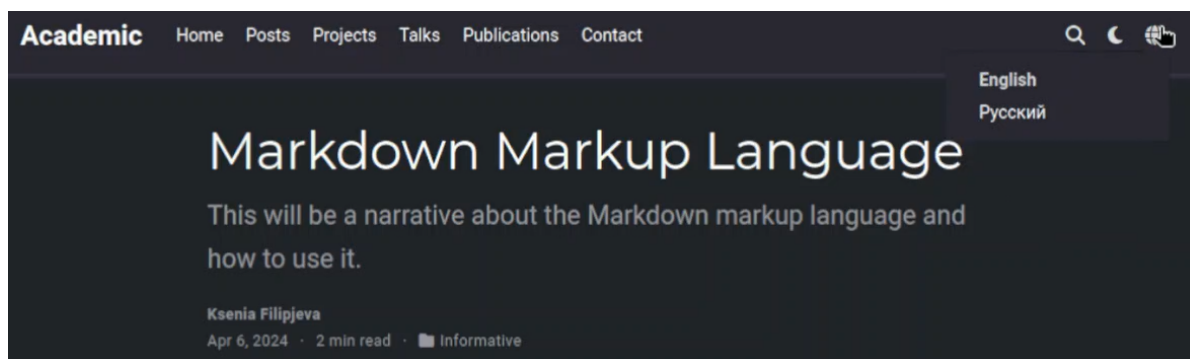 Academic Home Posts Projects Talks Publications Contact
English
Русский
Markdown Markup Language
This will be a narrative about the Markdown markup language and
how to use it.
Ksenia Filipjeva
Apr 6, 2024 · 2 min read · Informative